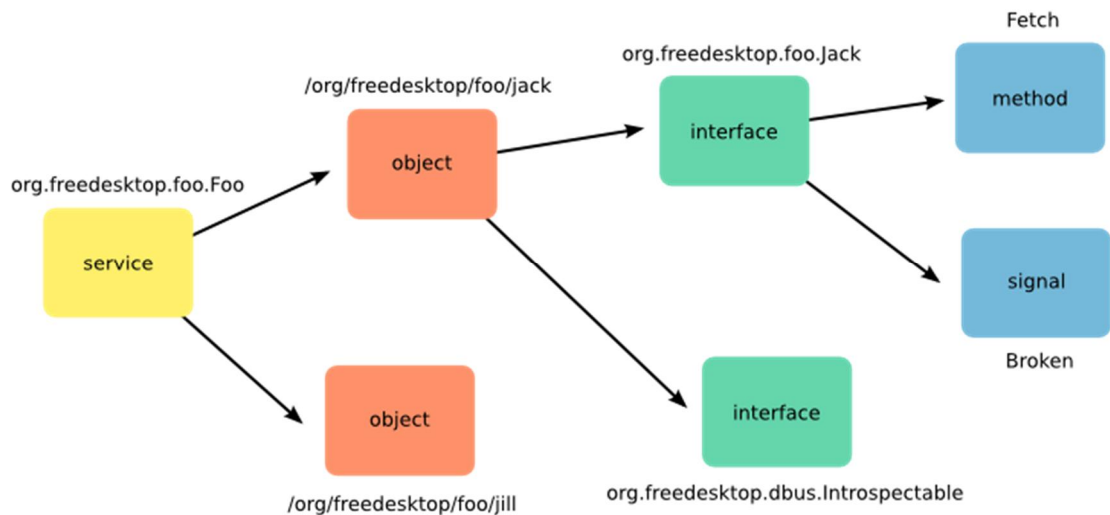 Fetch
method
org.freedesktop.foo.Jack
interface
/org/freedesktop/foo/jack
object
org.freedesktop.foo.Foo
service
signal
Broken
object
/org/freedesktop/foo/jill
interface
org.freedesktop.dbus.Introspectable